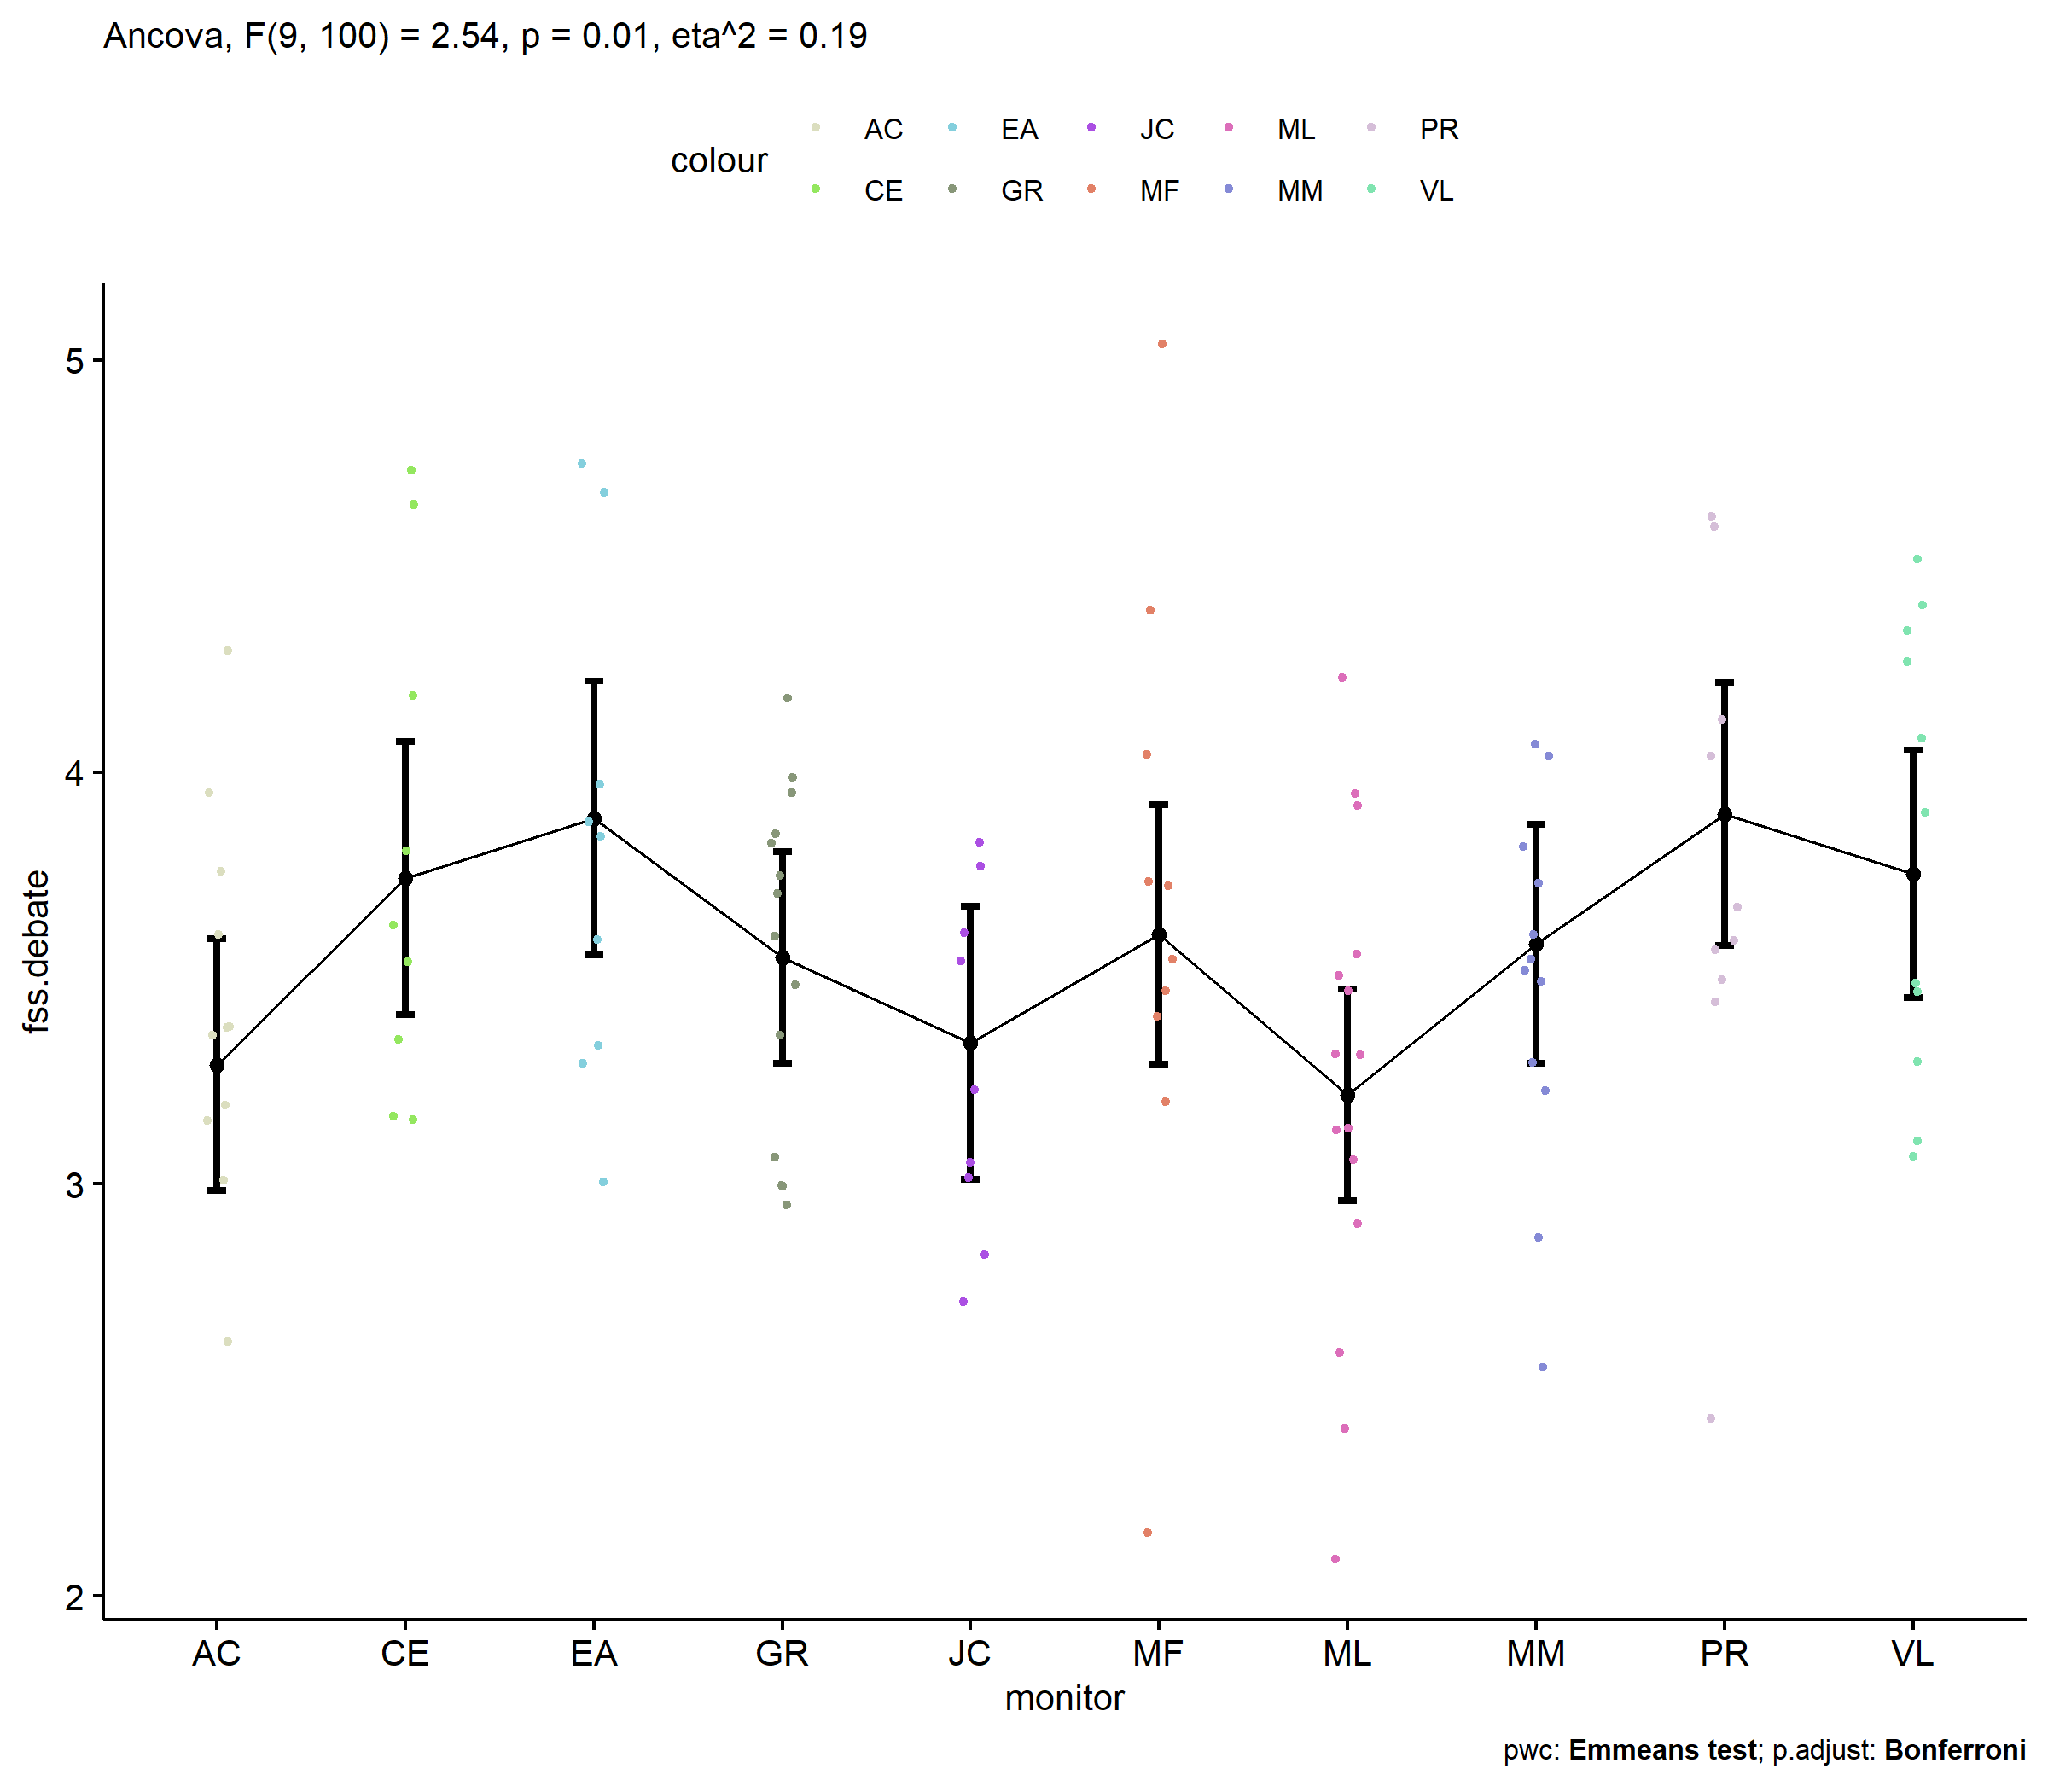 Ancova, F(9, 100) = 2.54, p = 0.01, eta^2 = 0.19
colour
AC EA JC ML PR
CE GR MF MM VL
5
4
3
2
fss.debate
AC CE EA GR JC MF ML MM PR VL
monitor
pwc: Emmeans test; p.adjust: Bonferroni